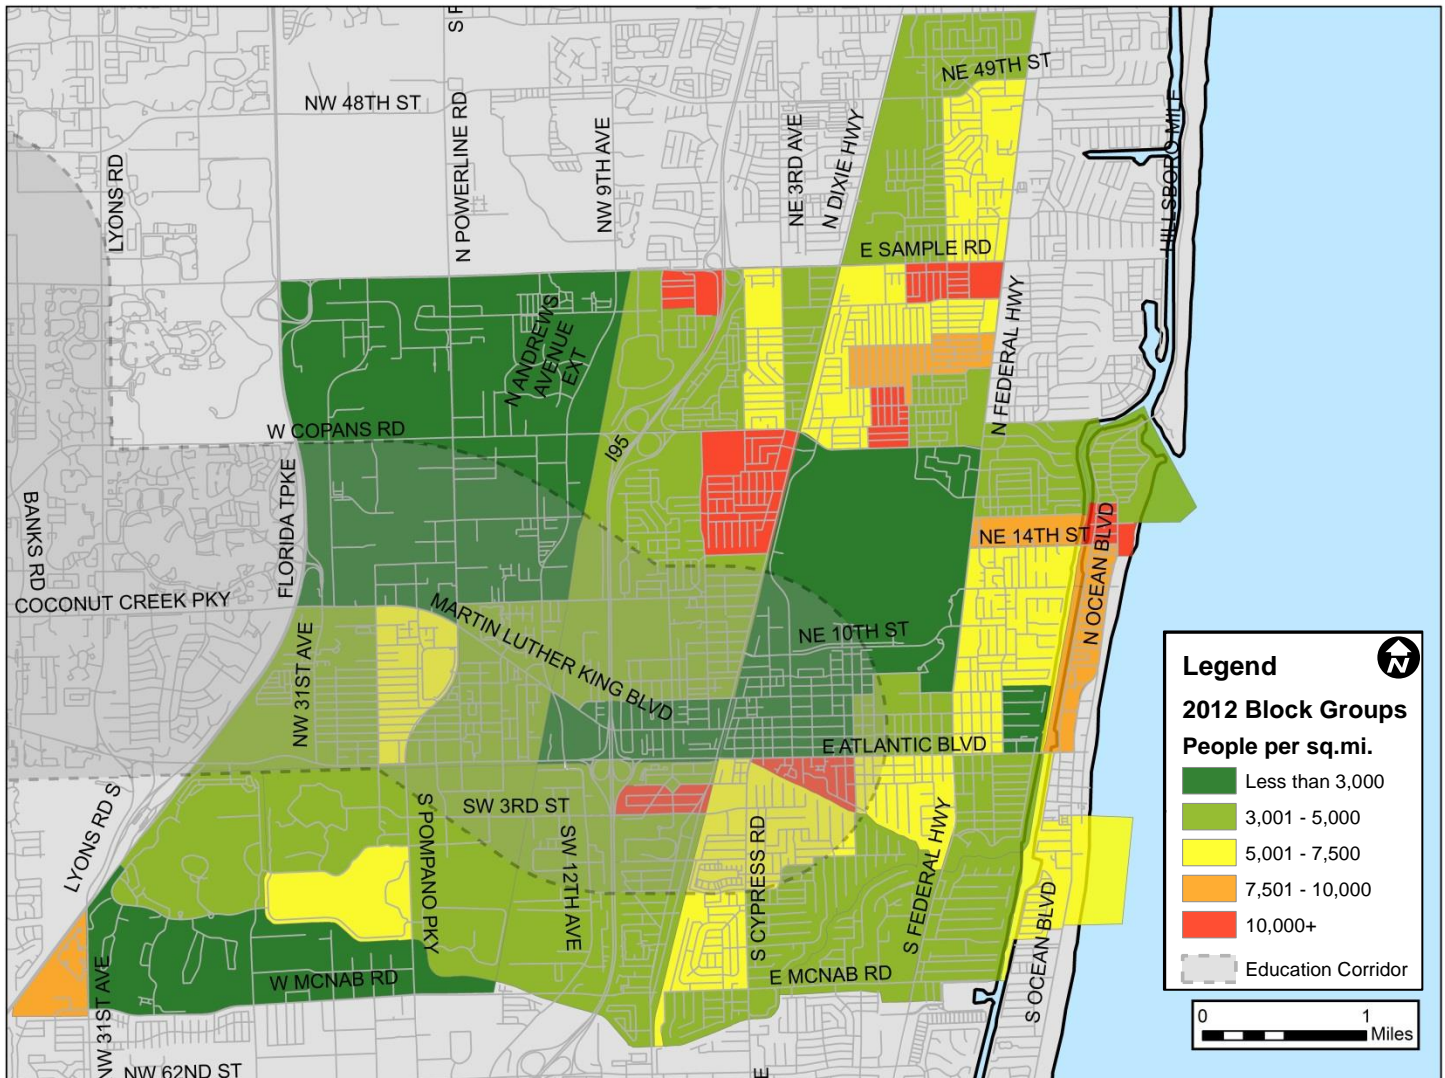 S P
NE 49TH ST
NW 48TH ST
N POWERLINE RD
NW 9TH AVE
NE 3RD AVE
N DIXIE HWY
HILLSBORO MILE
LYONS RD
E SAMPLE RD
N ANDREWS
AVENUE
EXT
N FEDERAL HWY
W COPANS RD
I95
FLORIDA TPKE
BANKS RD
NE 14TH ST
N OCEAN BLVD
COCONUT CREEK PKY
MARTIN LUTHER KING BLVD
NE 10TH ST
NW 31ST AVE
E ATLANTIC BLVD
LYONS RD S
SW 3RD ST
S POMPANO PKY
SW 12TH AVE
S CYPRESS RD
S FEDERAL HWY
S OCEAN BLVD
W MCNAB RD
E MCNAB RD
NW 31ST AVE
NW 62ND ST
E
Legend
N
2012 Block Groups
People per sq.mi.
Less than 3,000
3,001 - 5,000
5,001 - 7,500
7,501 - 10,000
10,000+
Education Corridor
0 1
Miles